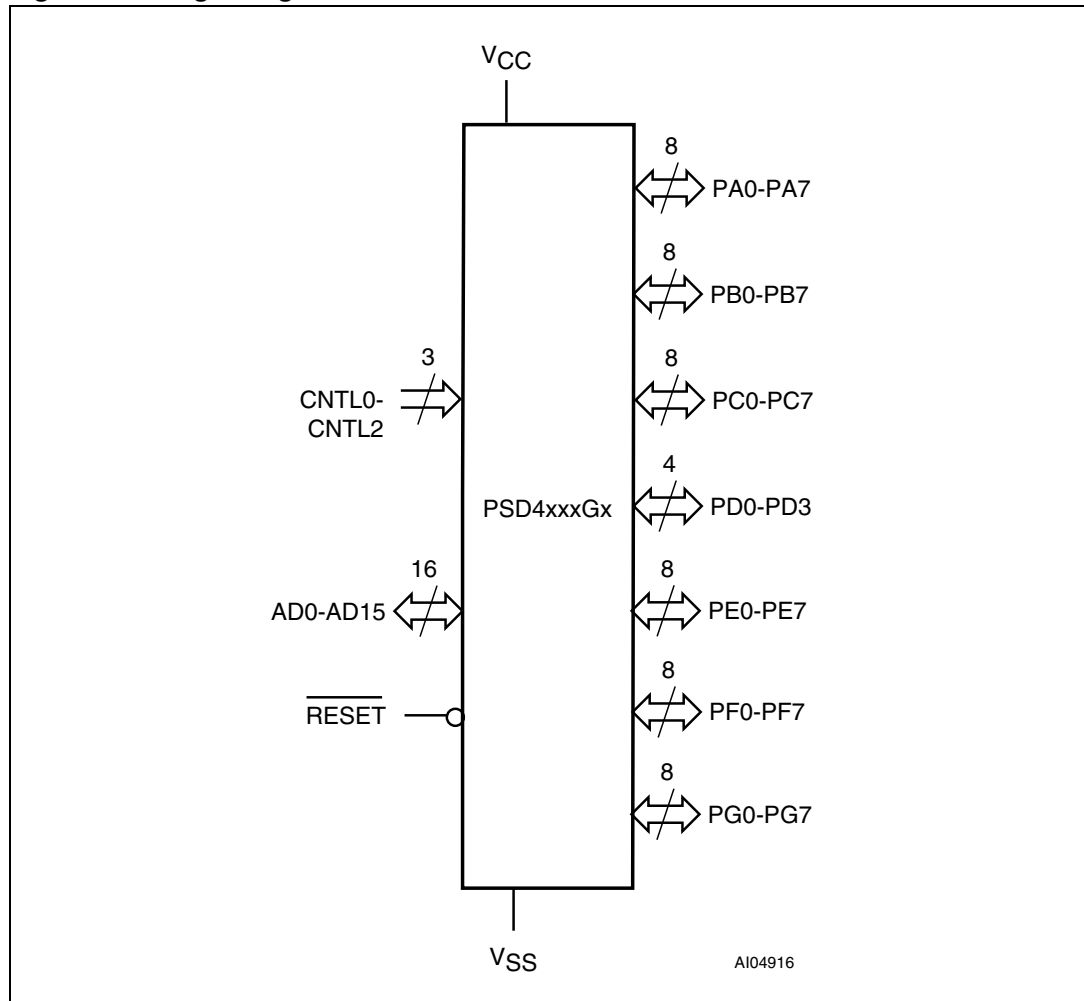 VCC
8
PA0-PA7
8
PB0-PB7
3
CNTL0-
CNTL2
8
PC0-PC7
4
PSD4xxxGx
PD0-PD3
16
AD0-AD15
8
PE0-PE7
RESET
8
PF0-PF7
8
PG0-PG7
VSS
AI04916